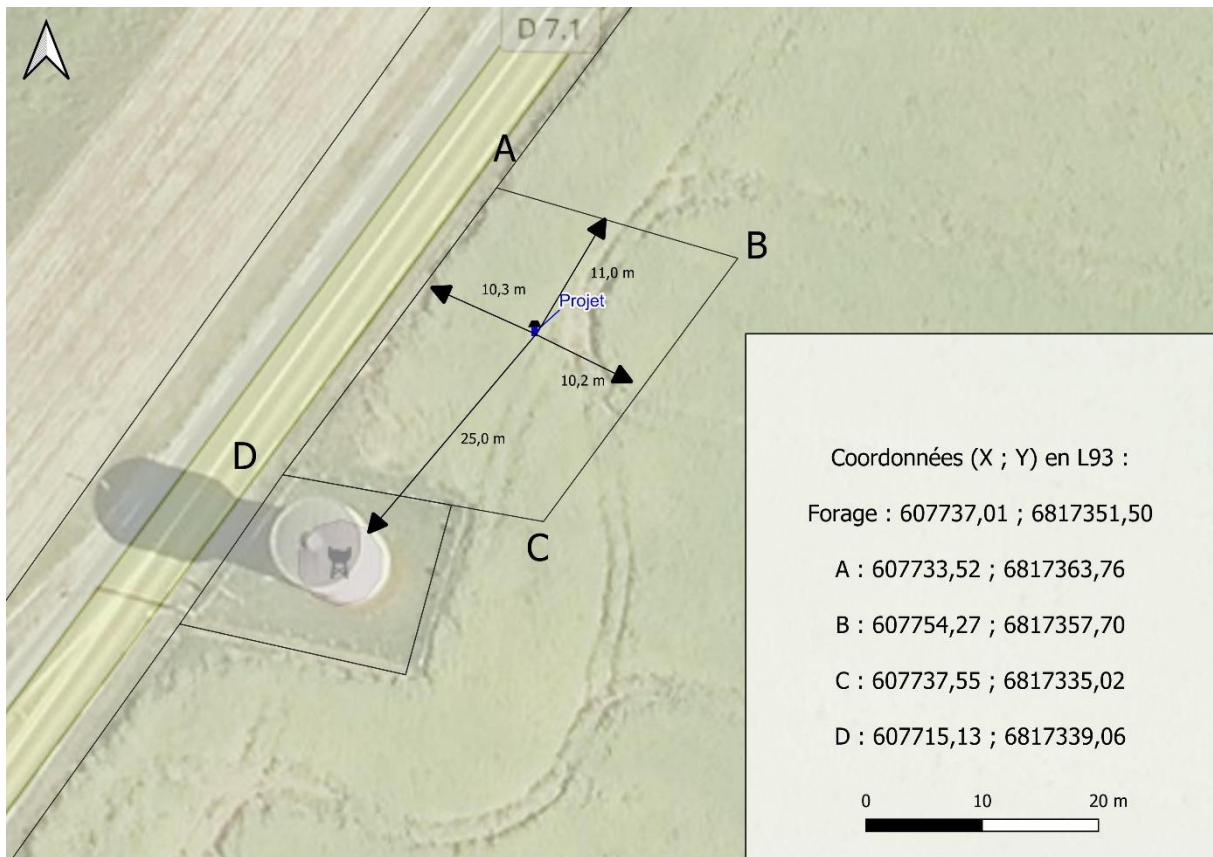 D 7.1
A
B
10,3 m
11,0 m
Projet
10,2 m
25,0 m
D
C
Coordonnées (X ; Y) en L93 :
Forage : 607737,01 ; 6817351,50
A : 607733,52 ; 6817363,76
B : 607754,27 ; 6817357,70
C : 607737,55 ; 6817335,02
D : 607715,13 ; 6817339,06
0 10 20 m